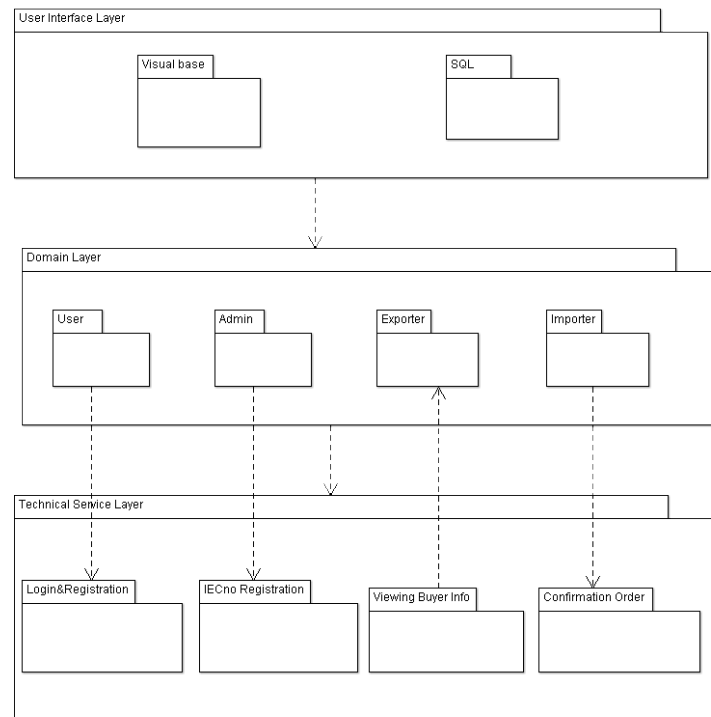 User Interface Layer
Visual base
SQL
Domain Layer
User
Admin
Exporter
Importer
Technical Service Layer
Login&Registration
IECno Registration
Viewing Buyer Info
Confirmation Order